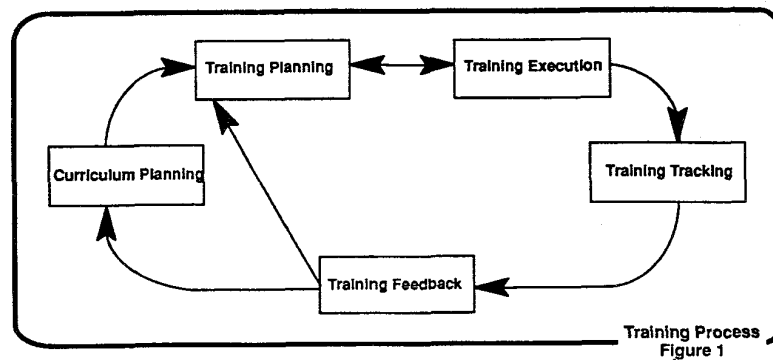 Training Planning
Training Execution
Curriculum Planning
Training Tracking
Training Feedback
Training Process
Figure 1